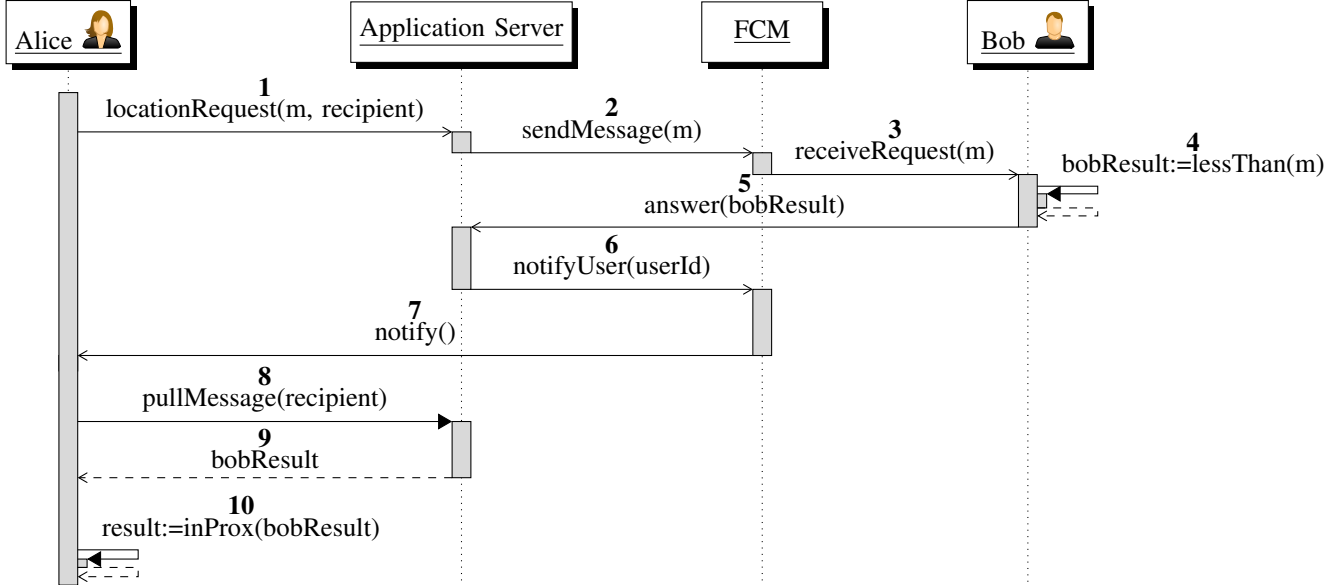 Alice
Application Server
FCM
Bob
1
locationRequest(m, recipient)
2
sendMessage(m)
3
receiveRequest(m)
4
bobResult:=lessThan(m)
5
answer(bobResult)
6
notifyUser(userId)
7
notify()
8
pullMessage(recipient)
9
bobResult
10
result:=inProx(bobResult)